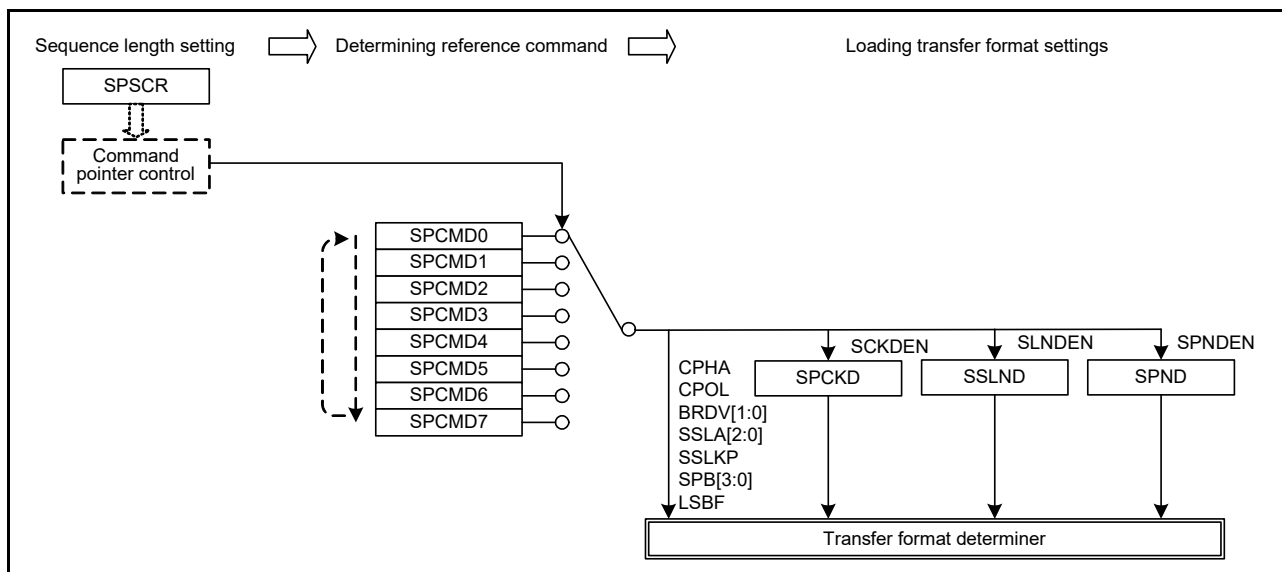 Sequence length setting
Determining reference command
Loading transfer format settings
SPSCR
Command
pointer control
SPCMD0
SPCMD1
SPCMD2
SPCMD3
SPCMD4
SPCMD5
SPCMD6
SPCMD7
CPHA
CPOL
BRDV[1:0]
SSLA[2:0]
SSLKP
SPB[3:0]
LSBF
SCKDEN
SPCKD
SLNDEN
SSLND
SPNDEN
SPND
Transfer format determiner